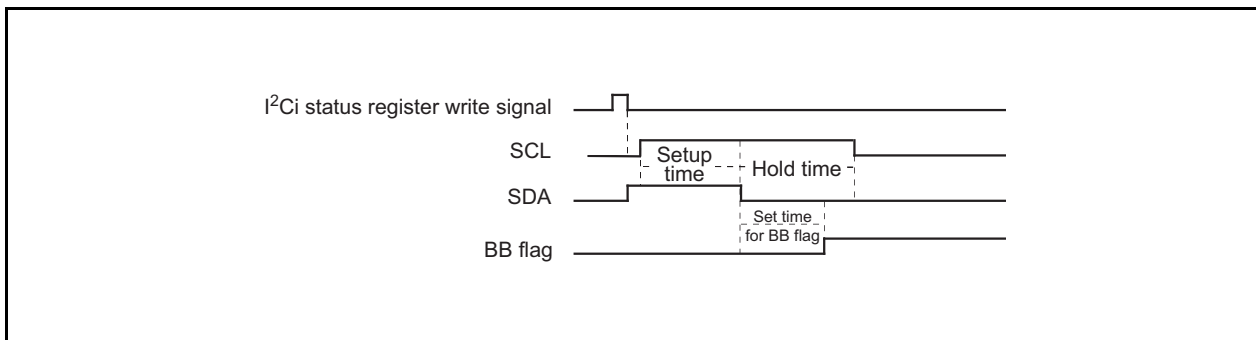 I²Ci status register write signal
SCL
Setup
time
Hold time
SDA
Set time
for BB flag
BB flag